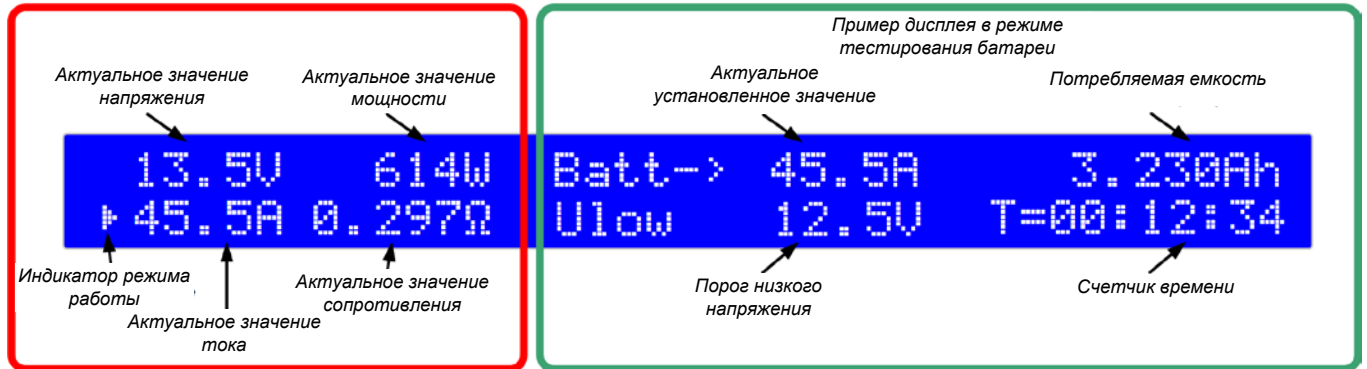 Пример дисплея в режиме
тестирования батареи
Актуальное значение
напряжения
Актуальное значение
мощности
Актуальное
установленное значение
Потребляемая емкость
13.5V 614W Batt-> 45.5A 3.230Ah
45.5A 0.297Ω Ulow 12.5V T=00:12:34
Индикатор режима
работы
Актуальное значение
тока
Актуальное значение
сопротивления
Порог низкого
напряжения
Счетчик времени